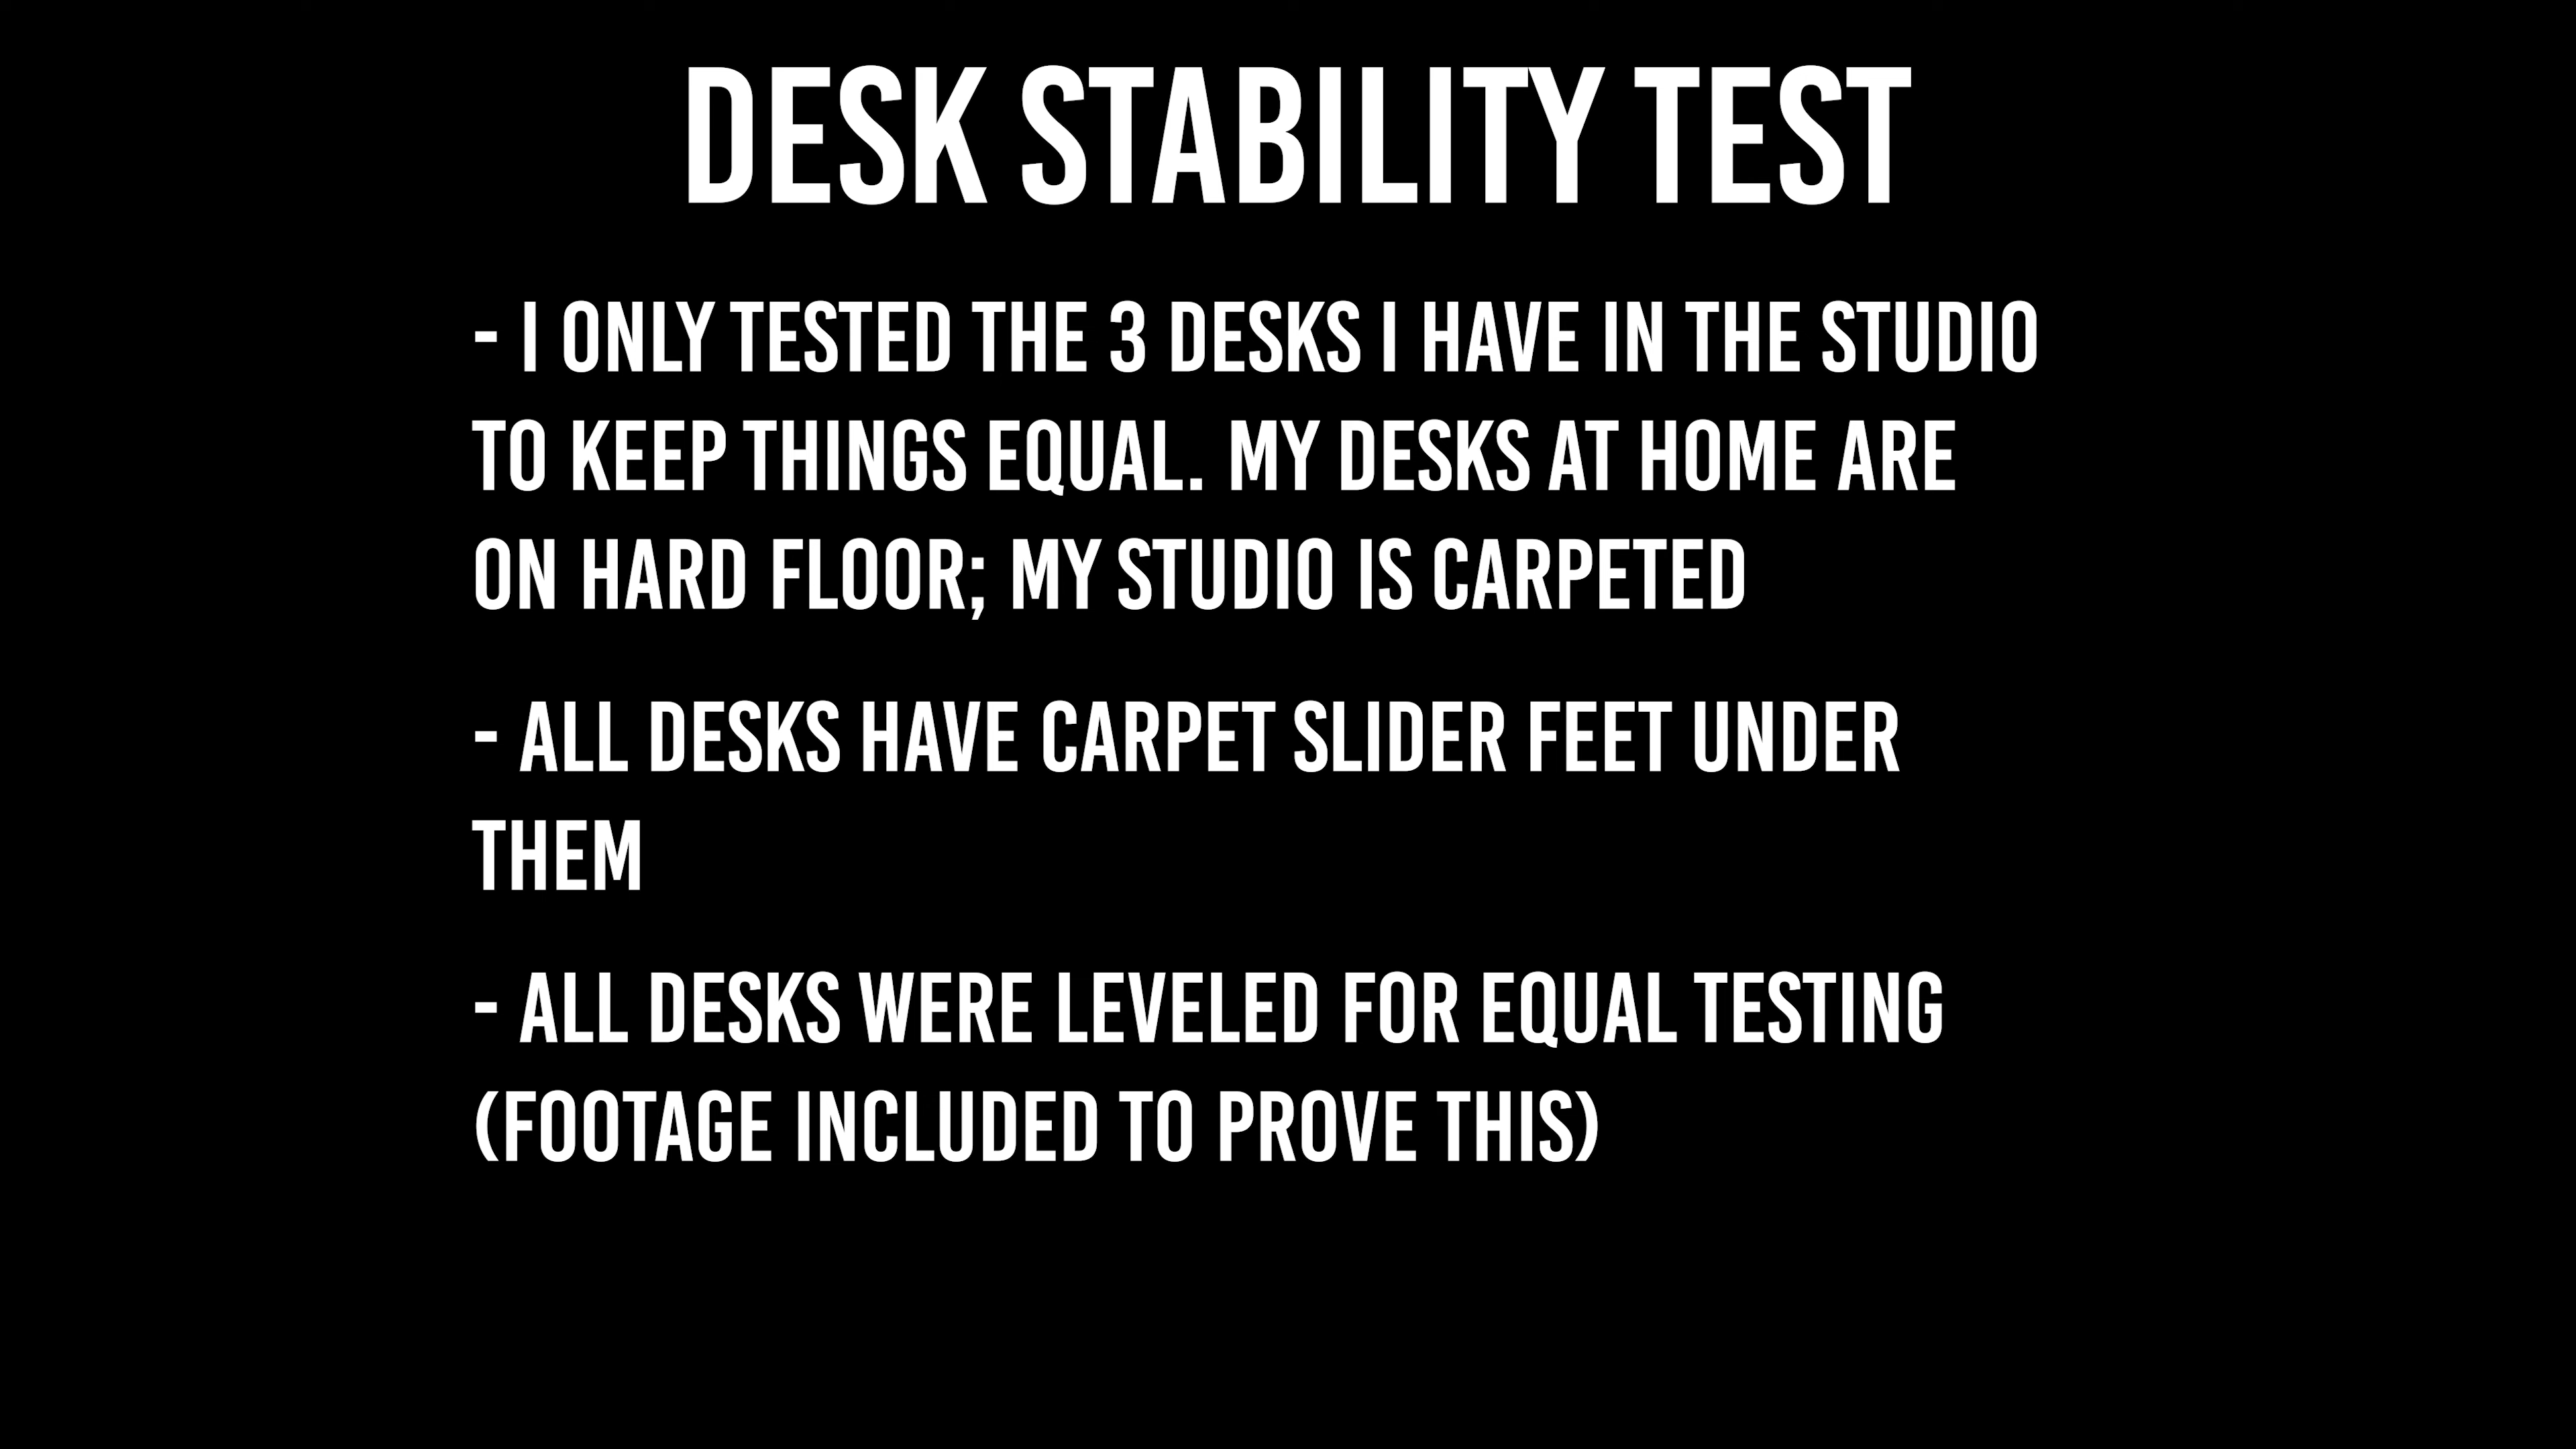 DESK STABILITY TEST
- I ONLY TESTED THE 3 DESKS I HAVE IN THE STUDIO
TO KEEP THINGS EQUAL. MY DESKS AT HOME ARE
ON HARD FLOOR; MY STUDIO IS CARPETED
- ALL DESKS HAVE CARPET SLIDER FEET UNDER
THEM
- ALL DESKS WERE LEVELED FOR EQUAL TESTING
(FOOTAGE INCLUDED TO PROVE THIS)